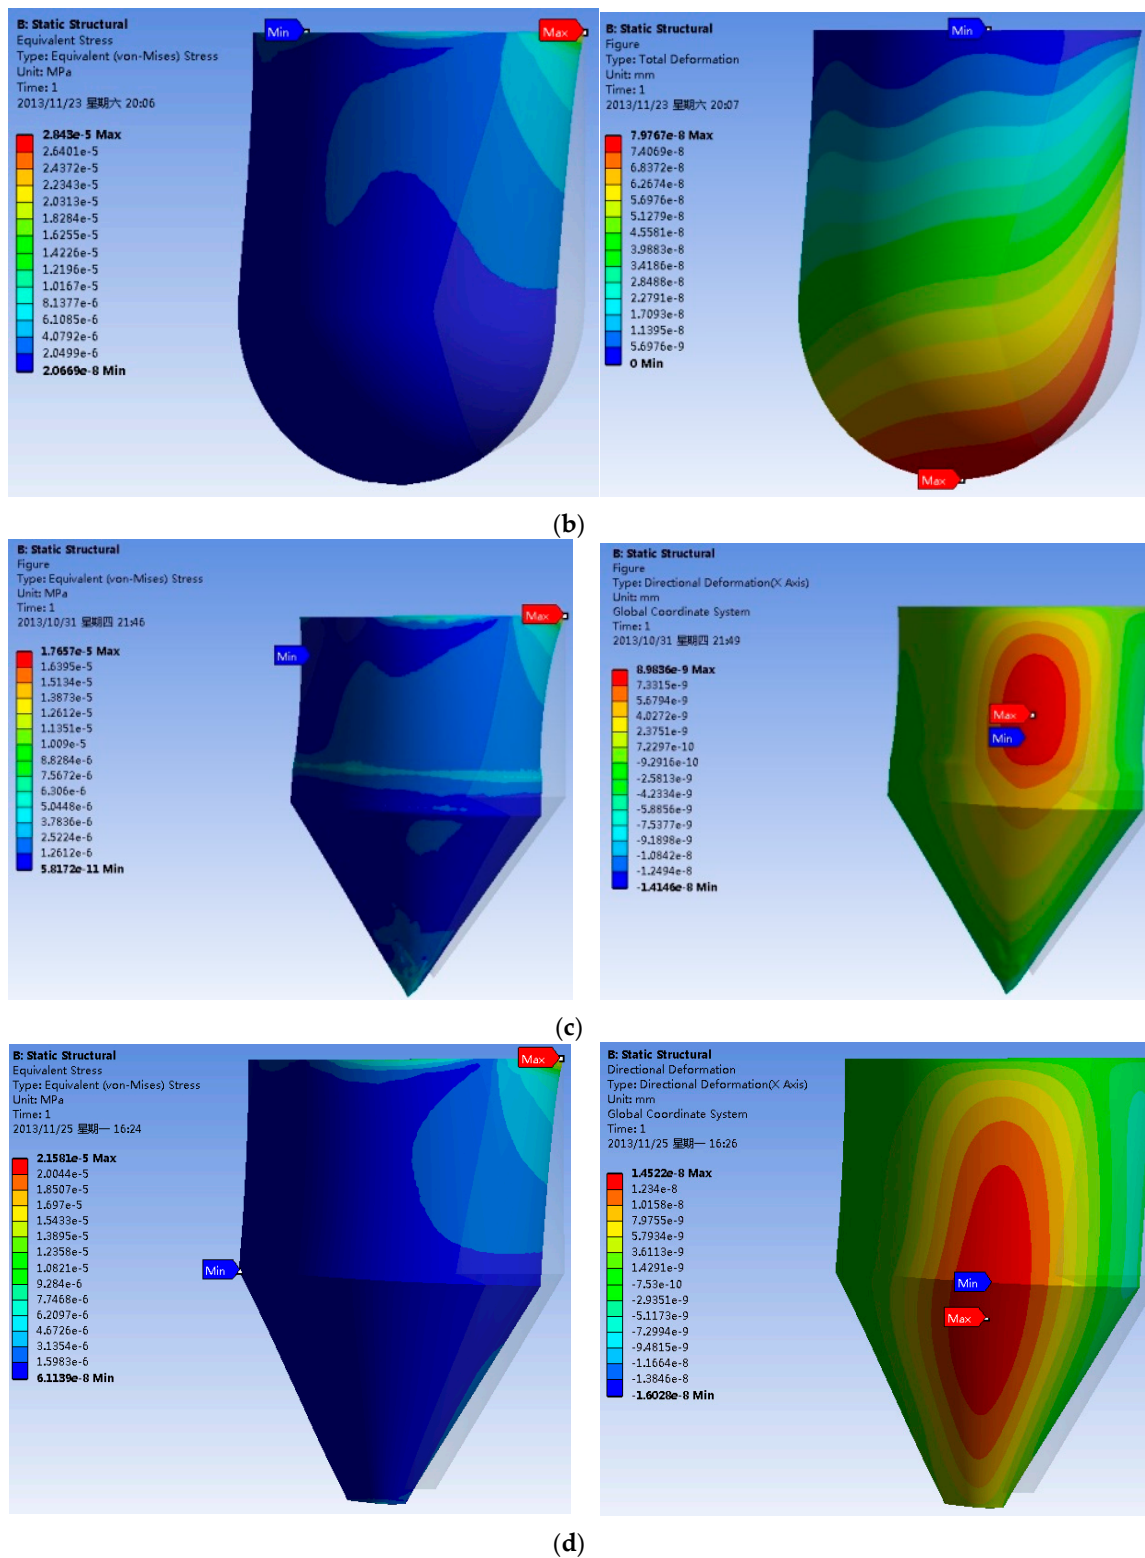 B: Static Structural
Equivalent Stress
Type: Equivalent (von-Mises) Stress
Unit: MPa
Time: 1
2013/11/23 星期六 20:06
2.843e-5 Max
2.6401e-5
2.4372e-5
2.2343e-5
2.0313e-5
1.8284e-5
1.6255e-5
1.4226e-5
1.2196e-5
1.0167e-5
8.1377e-6
6.1085e-6
4.0792e-6
2.0499e-6
2.0669e-8 Min
Min
Max
B: Static Structural
Figure
Type: Total Deformation
Unit: mm
Time: 1
2013/11/23 星期六 20:07
7.9767e-8 Max
7.4069e-8
6.8372e-8
6.2674e-8
5.6976e-8
5.1279e-8
4.5581e-8
3.9883e-8
3.4186e-8
2.8488e-8
2.2791e-8
1.7093e-8
1.1395e-8
5.6976e-9
0 Min
Min
Max
(b)
B: Static Structural
Figure
Type: Equivalent (von-Mises) Stress
Unit: MPa
Time: 1
2013/10/31 星期四 21:46
1.7657e-5 Max
1.6395e-5
1.5134e-5
1.3873e-5
1.2612e-5
1.1351e-5
1.009e-5
8.8284e-6
7.5672e-6
6.306e-6
5.0448e-6
3.7836e-6
2.5224e-6
1.2612e-6
5.8172e-11 Min
Max
Min
B: Static Structural
Figure
Type: Directional Deformation(X Axis)
Unit: mm
Global Coordinate System
Time: 1
2013/10/31 星期四 21:49
8.9836e-9 Max
7.3315e-9
5.6794e-9
4.0272e-9
2.3751e-9
7.2297e-10
-9.2916e-10
-2.5813e-9
-4.2334e-9
-5.8856e-9
-7.5377e-9
-9.1898e-9
-1.0842e-8
-1.2494e-8
-1.4146e-8 Min
Max
Min
(c)
B: Static Structural
Equivalent Stress
Type: Equivalent (von-Mises) Stress
Unit: MPa
Time: 1
2013/11/25 星期一 16:24
2.1581e-5 Max
2.0044e-5
1.8507e-5
1.697e-5
1.5433e-5
1.3895e-5
1.2358e-5
1.0821e-5
9.284e-6
7.7468e-6
6.2097e-6
4.6726e-6
3.1354e-6
1.5983e-6
6.1139e-8 Min
Max
Min
B: Static Structural
Directional Deformation
Type: Directional Deformation(X Axis)
Unit: mm
Global Coordinate System
Time: 1
2013/11/25 星期一 16:26
1.4522e-8 Max
1.234e-8
1.0158e-8
7.9755e-9
5.7934e-9
3.6113e-9
1.4291e-9
-7.53e-10
-2.9351e-9
-5.1173e-9
-7.2994e-9
-9.4815e-9
-1.1664e-8
-1.3846e-8
-1.6028e-8 Min
Min
Max
(d)